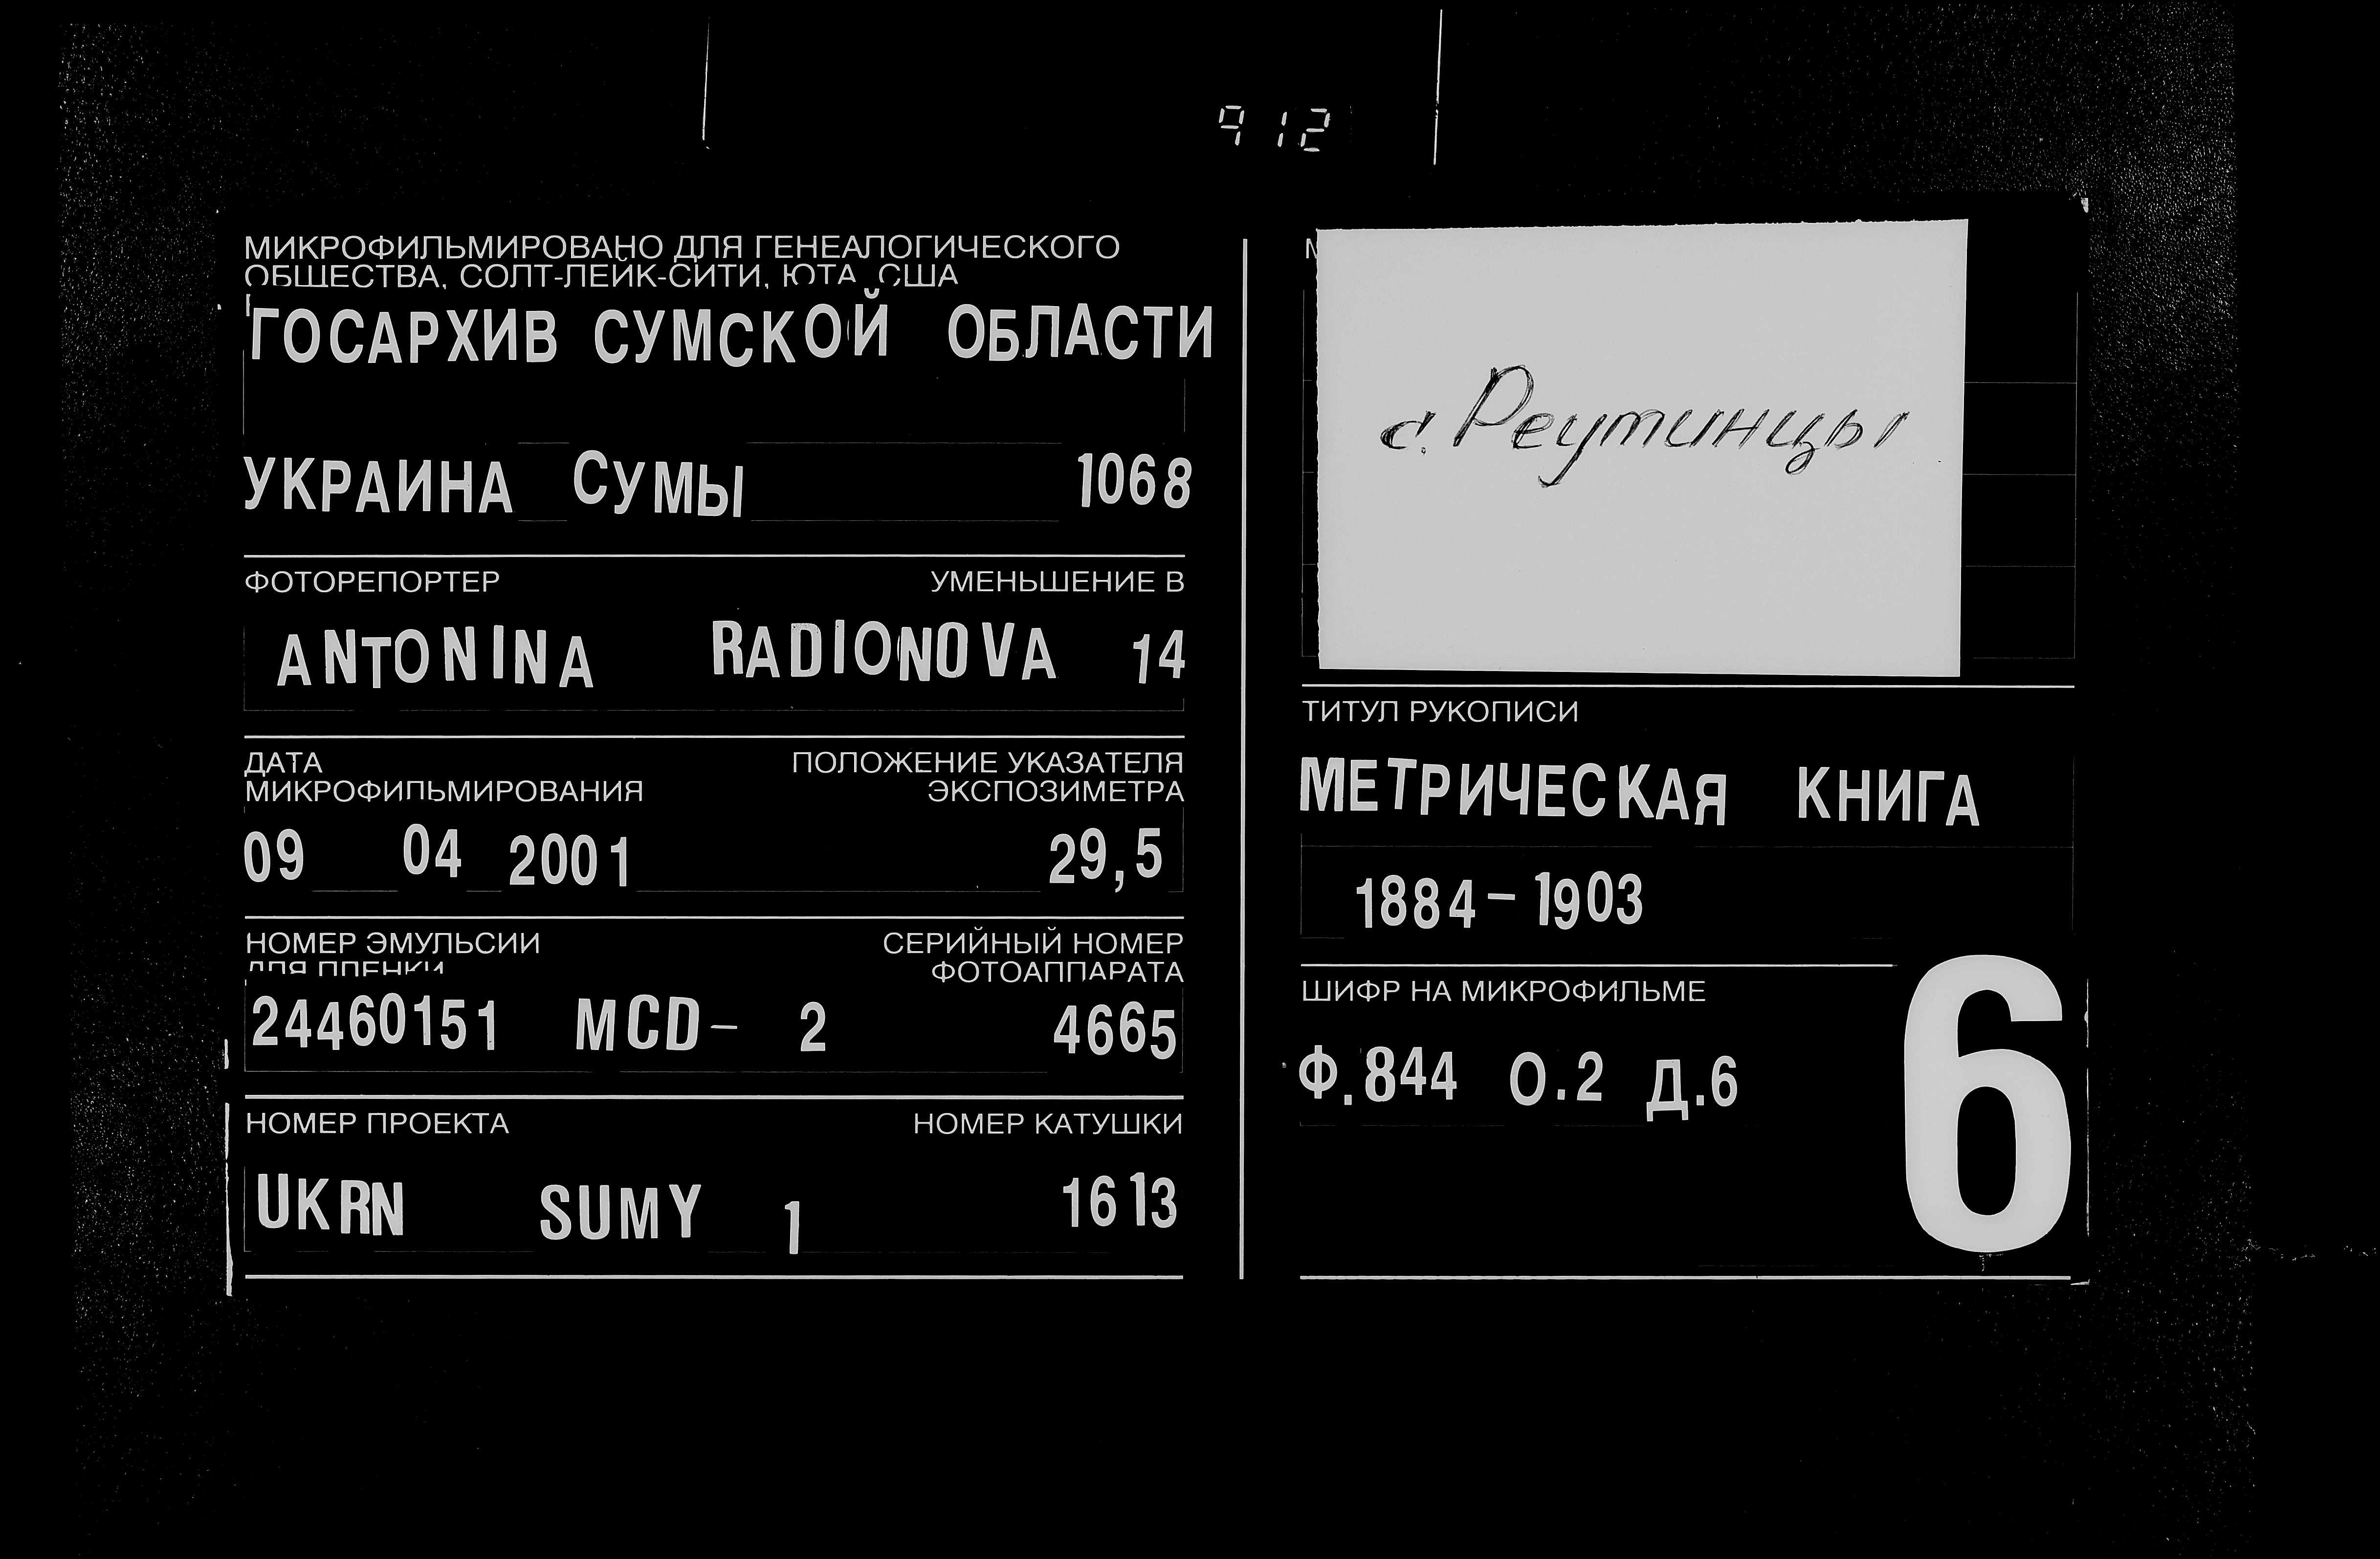 912
МИКРОФИЛЬМИРОВАНО ДЛЯ ГЕНЕАЛОГИЧЕСКОГО
ОБЩЕСТВА, СОЛТ-ЛЕЙК-СИТИ, ЮТА, США
ГОСАРХИВ СУМСКОЙ ОБЛАСТИ
УКРАИНА СУМЫ 1068
ФОТОРЕПОРТЕР УМЕНЬШЕНИЕ В
ANTONINA RADIONOVA 14
ДАТА ПОЛОЖЕНИЕ УКАЗАТЕЛЯ
МИКРОФИЛЬМИРОВАНИЯ ЭКСПОЗИМЕТРА
09 04 2001 29,5
НОМЕР ЭМУЛЬСИИ СЕРИЙНЫЙ НОМЕР
ДЛЯ ПЛЕНКИ ФОТОАППАРАТА
24460151 MCD- 2 4665
НОМЕР ПРОЕКТА НОМЕР КАТУШКИ
UKRN SUMY 1 1613
с. Реутинцы
ТИТУЛ РУКОПИСИ
МЕТРИЧЕСКАЯ КНИГА
1884-1903
ШИФР НА МИКРОФИЛЬМЕ
Ф.844 О.2 Д.6
6